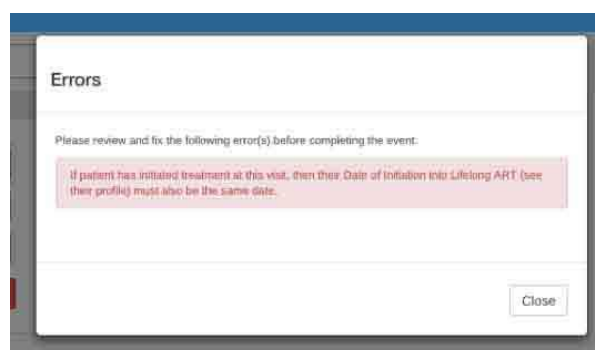 Errors
Please review and fix the following error(s) before completing the event:
If patient has initiated treatment at this visit, then their Date of Initiation into Lifelong ART (see
their profile) must also be the same date.
Close